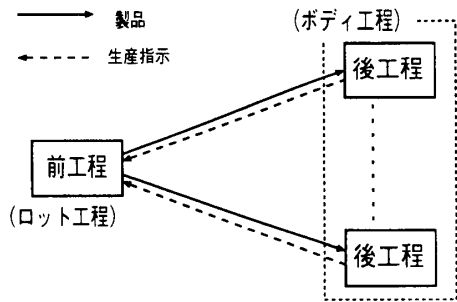 製品
生産指示
(ボディ工程)
後工程
前工程
(ロット工程)
後工程